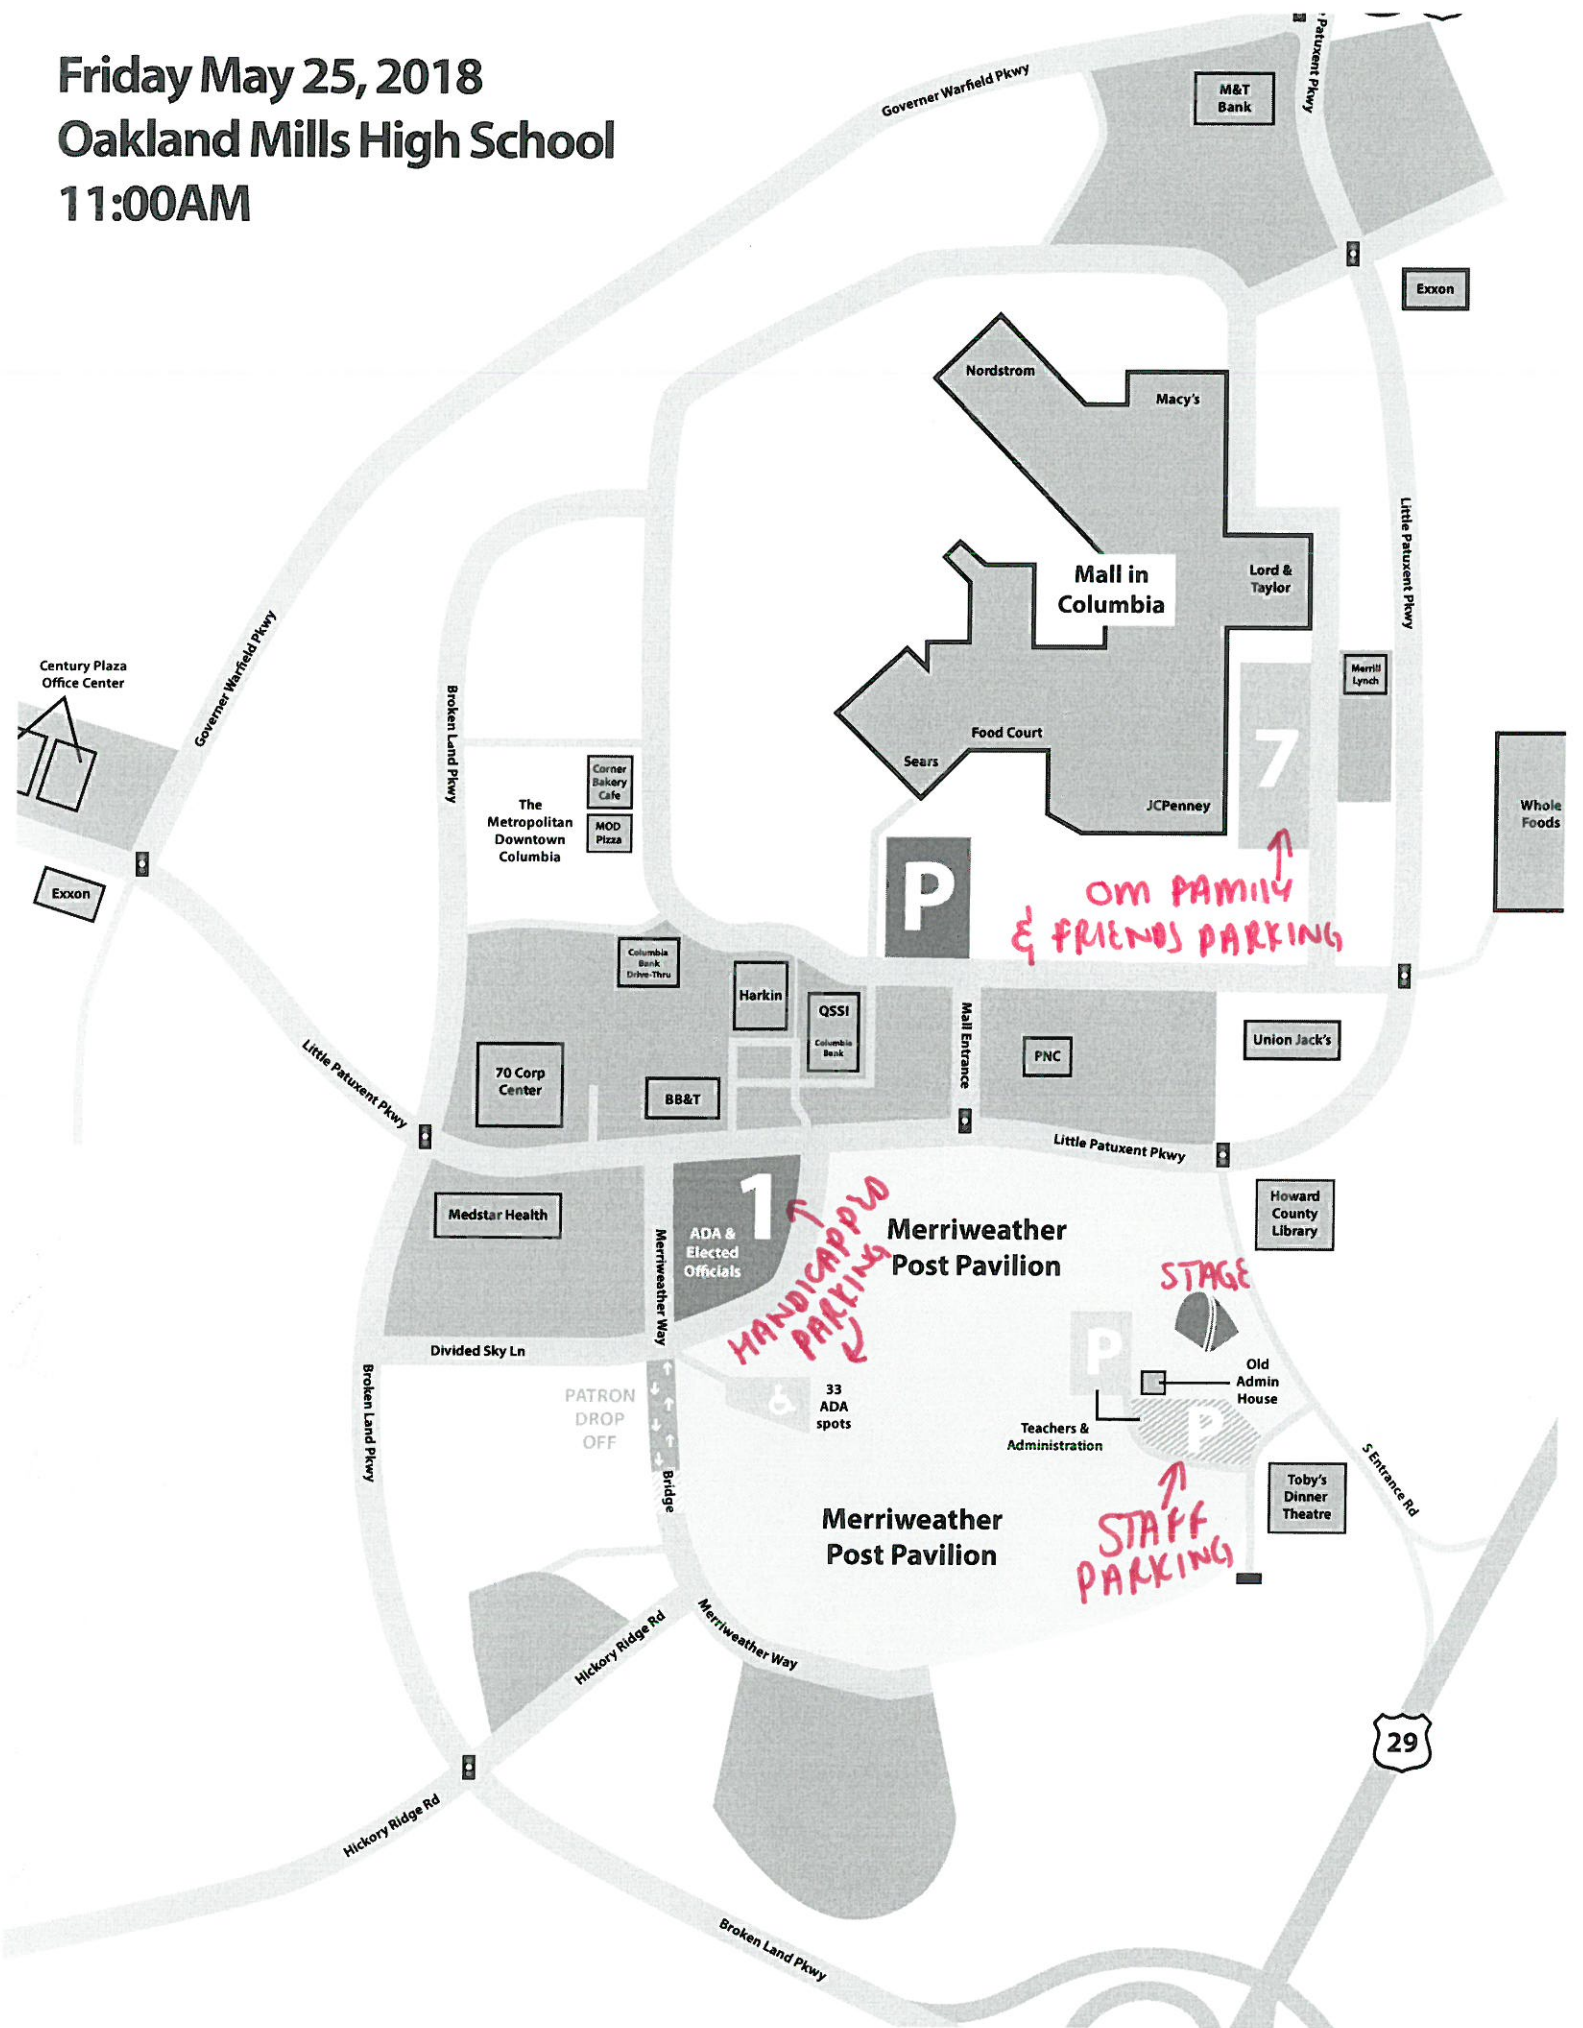 Friday May 25, 2018
Oakland Mills High School
11:00AM
Governer Warfield Pkwy
M&T
Bank
Patuxent Pkwy
Exxon
Nordstrom
Macy's
Little Patuxent Pkwy
Mall in
Columbia
Lord &
Taylor
Merrill
Lynch
Century Plaza
Office Center
Governer Warfield Pkwy
Broken Land Pkwy
Food Court
Sears
7
JCPenney
Whole
Foods
Corner
Bakery
Cafe
MOD
Pizza
The
Metropolitan
Downtown
Columbia
Exxon
P
OM FAMILY
& FRIENDS PARKING
Columbia
Bank
Drive-Thru
Harkin
QSSI
Columbia
Bank
Mall Entrance
PNC
Union Jack's
Little Patuxent Pkwy
70 Corp
Center
BB&T
Little Patuxent Pkwy
Medstar Health
Merriweather Way
1
ADA &
Elected
Officials
HANDICAPPED
PARKING
Merriweather
Post Pavilion
Howard
County
Library
STAGE
Divided Sky Ln
P
Old
Admin
House
Broken Land Pkwy
PATRON
DROP
OFF
33
ADA
spots
Teachers &
Administration
P
S Entrance Rd
Bridge
Toby's
Dinner
Theatre
STAFF
PARKING
Merriweather
Post Pavilion
Hickory Ridge Rd
Merriweather Way
29
Hickory Ridge Rd
Broken Land Pkwy